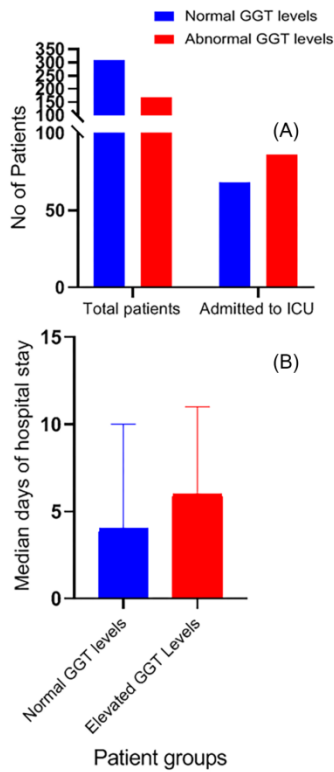 Normal GGT levels
Abnormal GGT levels
350
300
250
200
150
100
100
50
0
No of Patients
(A)
Total patients
Admitted to ICU
15
10
5
0
Median days of hospital stay
(B)
Normal GGT levels
Elevated GGT Levels
Patient groups